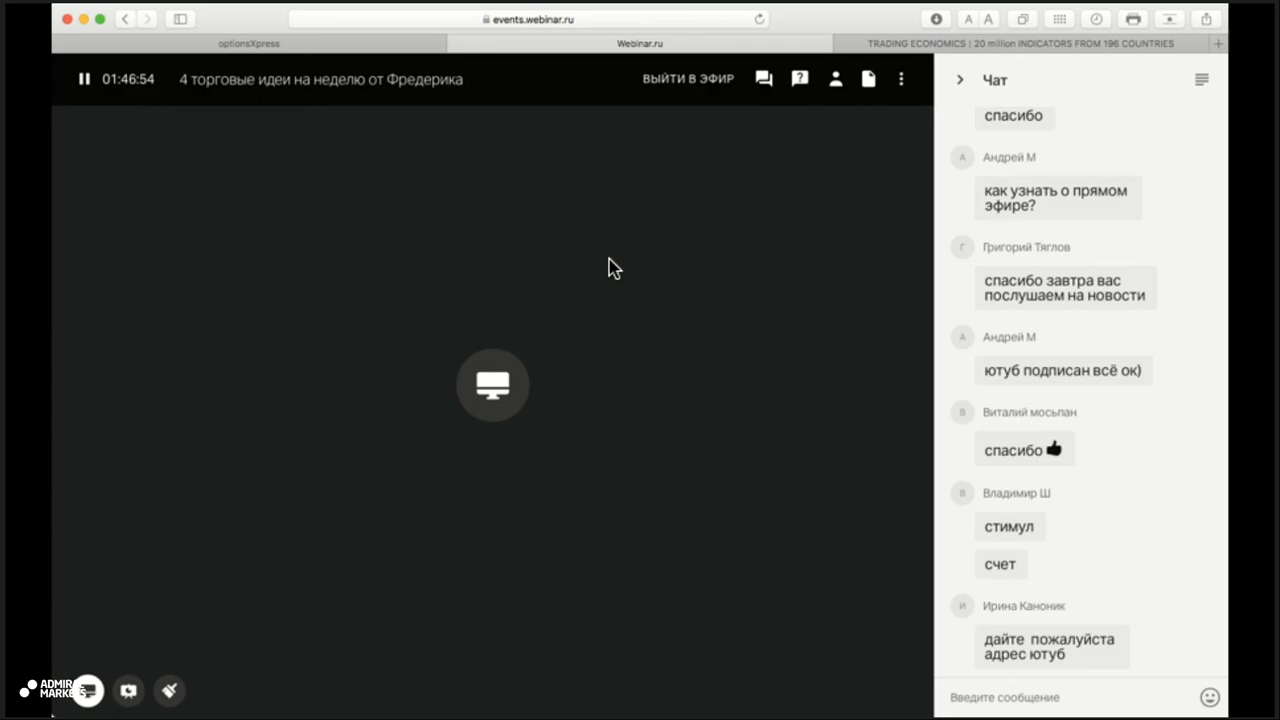 events.webinar.ru
A A
optionsXpress
Webinar.ru
TRADING ECONOMICS | 20 million INDICATORS FROM 196 COUNTRIES
01:46:54
4 торговые идеи на неделю от Фредерика
ВЫЙТИ В ЭФИР
Чат
спасибо
А
Андрей М
как узнать о прямом
эфире?
Г
Григорий Тяглов
спасибо завтра вас
послушаем на новости
А
Андрей М
ютуб подписан всё ок)
В
Виталий мосьпан
спасибо
В
Владимир Ш
стимул
счет
И
Ирина Каноник
дайте пожалуйста
адрес ютуб
Введите сообщение
ADMIRAL
MARKETS